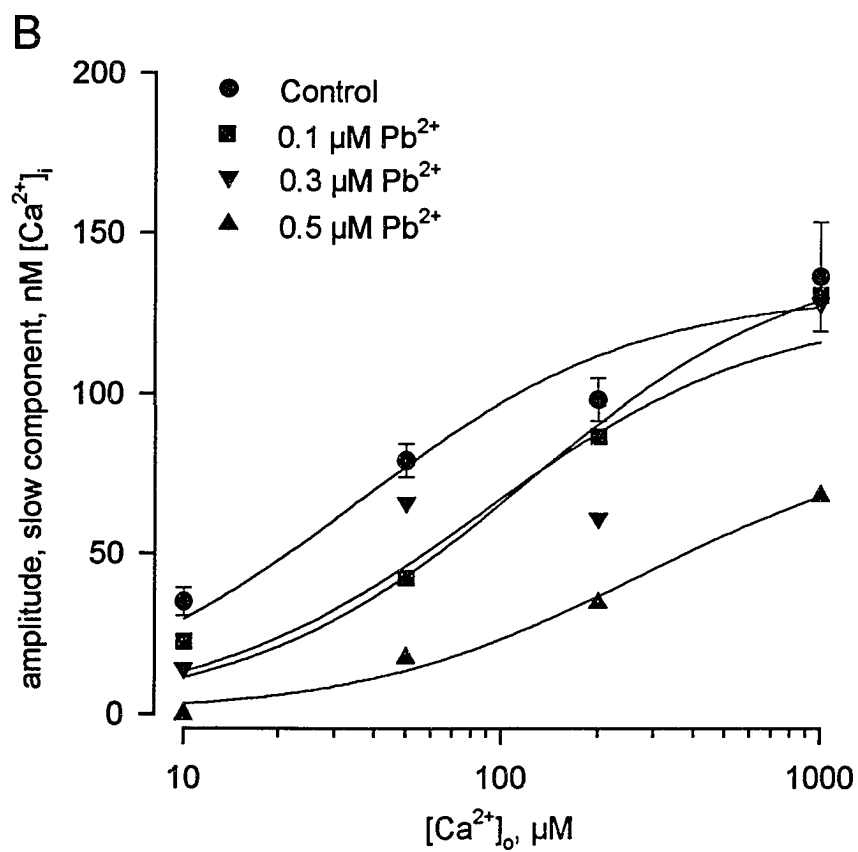 B
200
150
100
50
0
amplitude, slow component, nM [Ca²⁺]ᵢ
Control
0.1 µM Pb²⁺
0.3 µM Pb²⁺
0.5 µM Pb²⁺
10
100
1000
[Ca²⁺]ₒ, µM